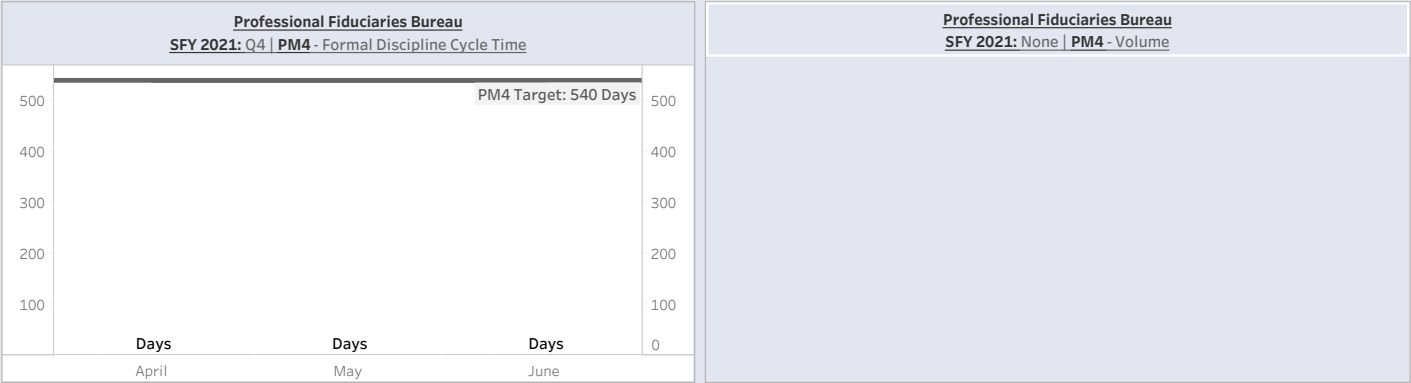 Professional Fiduciaries Bureau
SFY 2021: Q4 | PM4 - Formal Discipline Cycle Time
PM4 Target: 540 Days
500
400
300
200
100
500
400
300
200
100
0
Days Days Days
April May June
Professional Fiduciaries Bureau
SFY 2021: None | PM4 - Volume